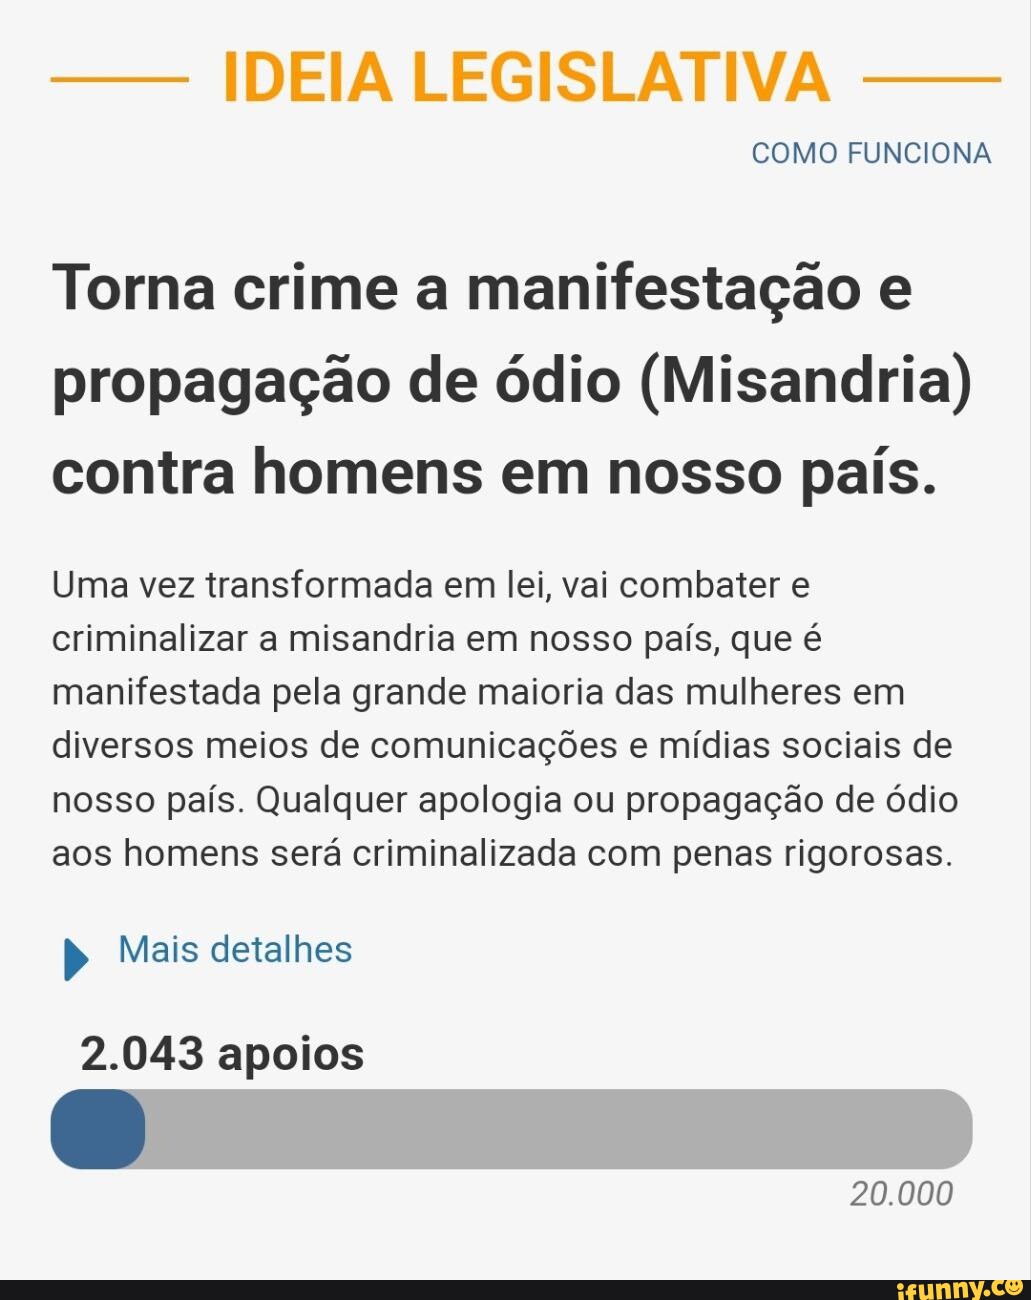 IDEIA LEGISLATIVA
COMO FUNCIONA
Torna crime a manifestação e
propagação de ódio (Misandria)
contra homens em nosso país.
Uma vez transformada em lei, vai combater e
criminalizar a misandria em nosso país, que é
manifestada pela grande maioria das mulheres em
diversos meios de comunicações e mídias sociais de
nosso país. Qualquer apologia ou propagação de ódio
aos homens será criminalizada com penas rigorosas.
Mais detalhes
2.043 apoios
20.000
ifunny.co